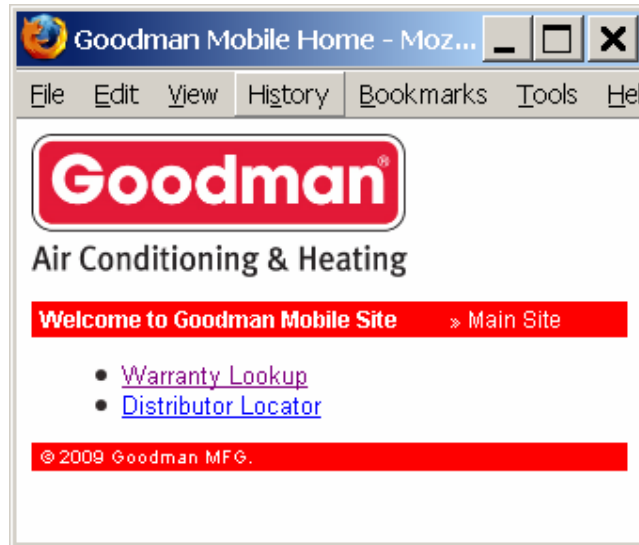 Goodman Mobile Home - Moz...
File Edit View History Bookmarks Tools Hel
Goodman®
Air Conditioning & Heating
Welcome to Goodman Mobile Site » Main Site
• Warranty Lookup
• Distributor Locator
© 2009 Goodman MFG.